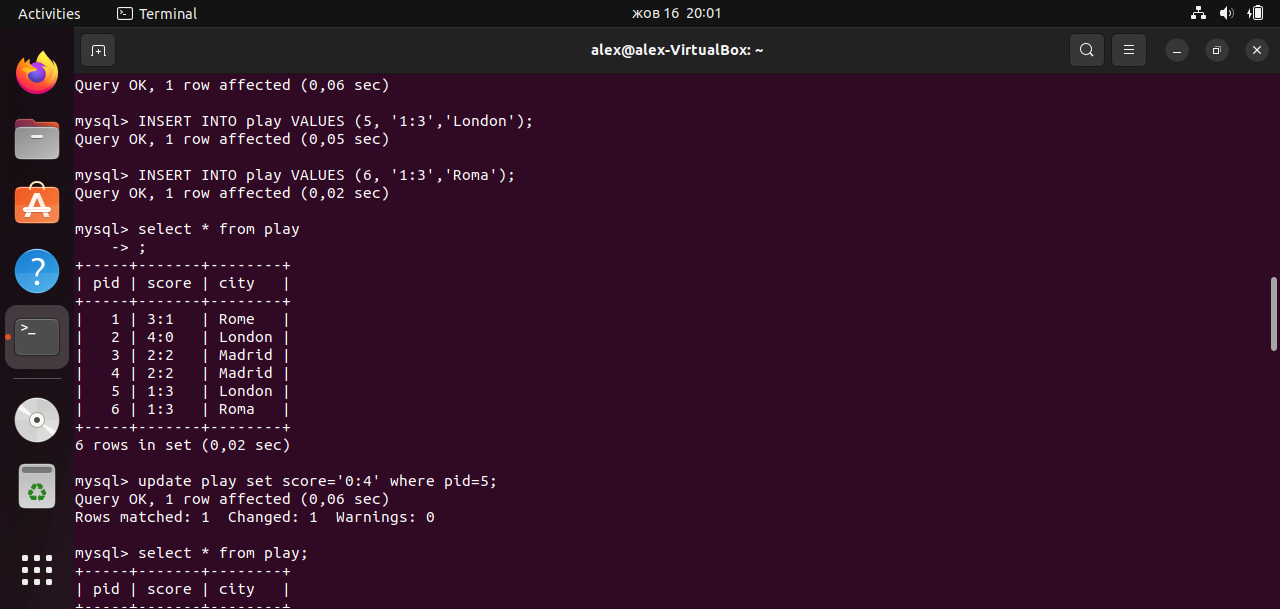 Activities Terminal жов 16 20:01
alex@alex-VirtualBox: ~
Query OK, 1 row affected (0,06 sec)
mysql> INSERT INTO play VALUES (5, '1:3','London');
Query OK, 1 row affected (0,05 sec)
mysql> INSERT INTO play VALUES (6, '1:3','Roma');
Query OK, 1 row affected (0,02 sec)
mysql> select * from play
    -> ;
+-----+-------+--------+
| pid | score | city   |
+-----+-------+--------+
|   1 | 3:1   | Rome   |
|   2 | 4:0   | London |
|   3 | 2:2   | Madrid |
|   4 | 2:2   | Madrid |
|   5 | 1:3   | London |
|   6 | 1:3   | Roma   |
+-----+-------+--------+
6 rows in set (0,02 sec)
mysql> update play set score='0:4' where pid=5;
Query OK, 1 row affected (0,06 sec)
Rows matched: 1  Changed: 1  Warnings: 0
mysql> select * from play;
+-----+-------+--------+
| pid | score | city   |
+-----+-------+--------+